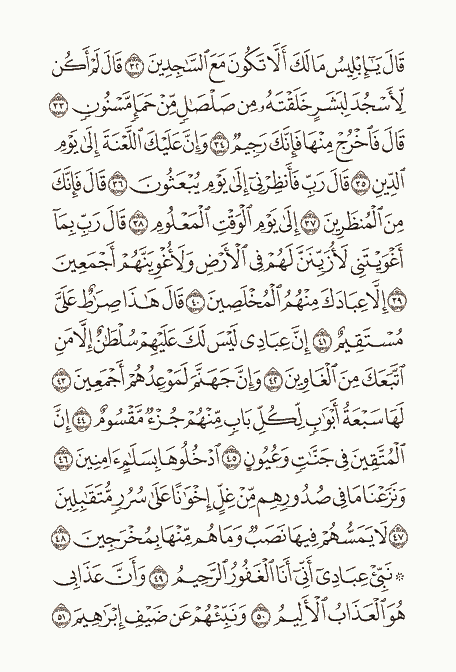 قَالَ يَـٰٓإِبْلِيسُ مَا لَكَ أَلَّا تَكُونَ مَعَ ٱلسَّـٰجِدِينَ ٣٢ قَالَ لَمْ أَكُن
لِّأَسْجُدَ لِبَشَرٍ خَلَقْتَهُۥ مِن صَلْصَـٰلٍ مِّنْ حَمَإٍ مَّسْنُونٍ ٣٣
قَالَ فَٱخْرُجْ مِنْهَا فَإِنَّكَ رَجِيمٌ ٣٤ وَإِنَّ عَلَيْكَ ٱللَّعْنَةَ إِلَىٰ يَوْمِ
ٱلدِّينِ ٣٥ قَالَ رَبِّ فَأَنظِرْنِىٓ إِلَىٰ يَوْمِ يُبْعَثُونَ ٣٦ قَالَ فَإِنَّكَ
مِنَ ٱلْمُنظَرِينَ ٣٧ إِلَىٰ يَوْمِ ٱلْوَقْتِ ٱلْمَعْلُومِ ٣٨ قَالَ رَبِّ بِمَآ
أَغْوَيْتَنِى لَأُزَيِّنَنَّ لَهُمْ فِى ٱلْأَرْضِ وَلَأُغْوِيَنَّهُمْ أَجْمَعِينَ
٣٩ إِلَّا عِبَادَكَ مِنْهُمُ ٱلْمُخْلَصِينَ ٤٠ قَالَ هَـٰذَا صِرَٰطٌ عَلَىَّ
مُسْتَقِيمٌ ٤١ إِنَّ عِبَادِى لَيْسَ لَكَ عَلَيْهِمْ سُلْطَـٰنٌ إِلَّا مَنِ
ٱتَّبَعَكَ مِنَ ٱلْغَاوِينَ ٤٢ وَإِنَّ جَهَنَّمَ لَمَوْعِدُهُمْ أَجْمَعِينَ ٤٣
لَهَا سَبْعَةُ أَبْوَٰبٍ لِّكُلِّ بَابٍ مِّنْهُمْ جُزْءٌ مَّقْسُومٌ ٤٤ إِنَّ
ٱلْمُتَّقِينَ فِى جَنَّـٰتٍ وَعُيُونٍ ٤٥ ٱدْخُلُوهَا بِسَلَـٰمٍ ءَامِنِينَ ٤٦
وَنَزَعْنَا مَا فِى صُدُورِهِم مِّنْ غِلٍّ إِخْوَٰنًا عَلَىٰ سُرُرٍ مُّتَقَـٰبِلِينَ
٤٧ لَا يَمَسُّهُمْ فِيهَا نَصَبٌ وَمَا هُم مِّنْهَا بِمُخْرَجِينَ ٤٨
۞ نَبِّئْ عِبَادِىٓ أَنِّىٓ أَنَا ٱلْغَفُورُ ٱلرَّحِيمُ ٤٩ وَأَنَّ عَذَابِى
هُوَ ٱلْعَذَابُ ٱلْأَلِيمُ ٥٠ وَنَبِّئْهُمْ عَن ضَيْفِ إِبْرَٰهِيمَ ٥١